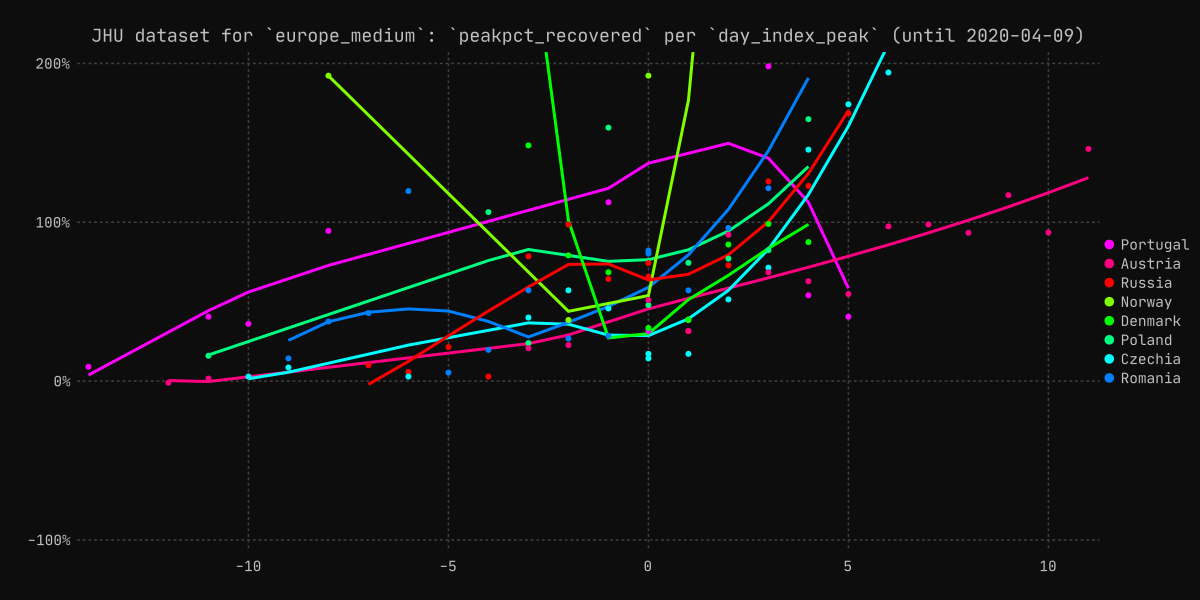 JHU dataset for `europe_medium`: `peakpct_recovered` per `day_index_peak` (until 2020-04-09)
200%
100%
0%
-100%
-10
-5
0
5
10
Portugal
Austria
Russia
Norway
Denmark
Poland
Czechia
Romania